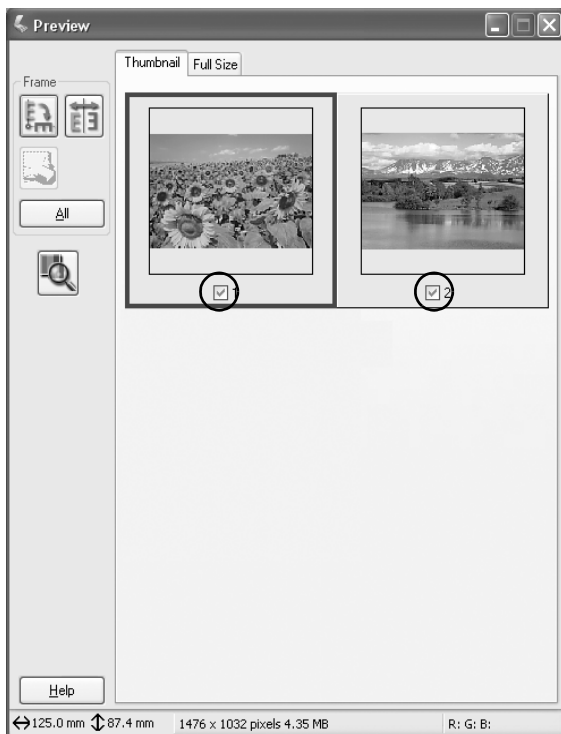 Preview
Thumbnail Full Size
Frame
All
1 2
Help
125.0 mm 87.4 mm 1476 x 1032 pixels 4.35 MB R: G: B: